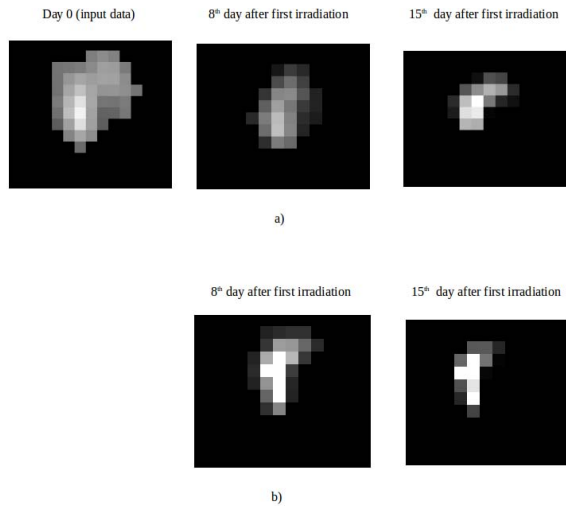 Day 0 (input data) 8th day after first irradiation 15th day after first irradiation
a)
8th day after first irradiation 15th day after first irradiation
b)